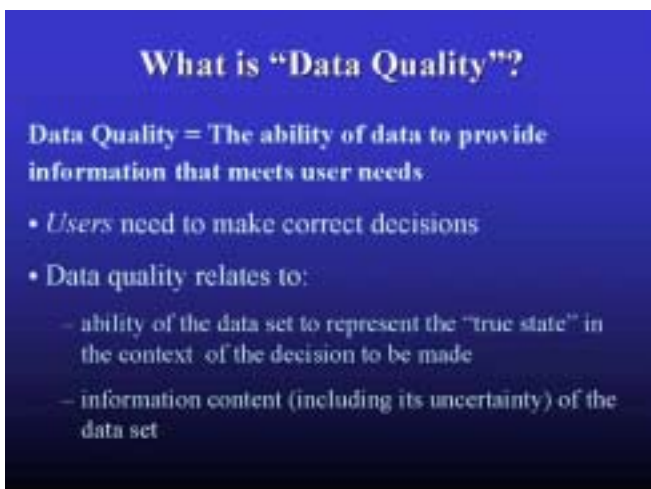 What is “Data Quality”?
Data Quality = The ability of data to provide
information that meets user needs
• Users need to make correct decisions
• Data quality relates to:
– ability of the data set to represent the “true state” in
the context of the decision to be made
– information content (including its uncertainty) of the
data set